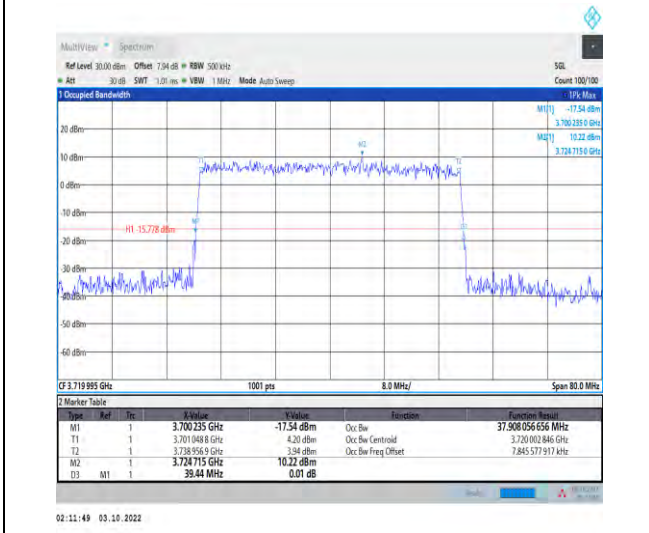 MultiView Spectrum
Ref Level 30.00 dBm Offset 7.94 dB RBW 500 kHz SGL
Att 30 dB SWT 1.01 ms VBW 1 MHz Mode Auto Sweep Count 100/100
1 Occupied Bandwidth 1Pk Max
M1[1] -17.54 dBm
3.700 235 0 GHz
M2[1] 10.22 dBm
3.724 715 0 GHz
20 dBm
M2
10 dBm
T1 T2
0 dBm
-10 dBm
M1
H1 -15.778 dBm
-20 dBm
-30 dBm
-40 dBm
-50 dBm
-60 dBm
CF 3.719 995 GHz 1001 pts 8.0 MHz/ Span 80.0 MHz
2 Marker Table
Type Ref Trc X-Value Y-Value Function Function Result
M1 1 3.700 235 GHz -17.54 dBm Occ Bw 37.908 056 656 MHz
T1 1 3.701 048 8 GHz 4.20 dBm Occ Bw Centroid 3.720 002 846 GHz
T2 1 3.738 956 9 GHz 3.94 dBm Occ Bw Freq Offset 7.845 577 917 kHz
M2 1 3.724 715 GHz 10.22 dBm
D3 M1 1 39.44 MHz 0.01 dB
Ready
02:11:49 03.10.2022